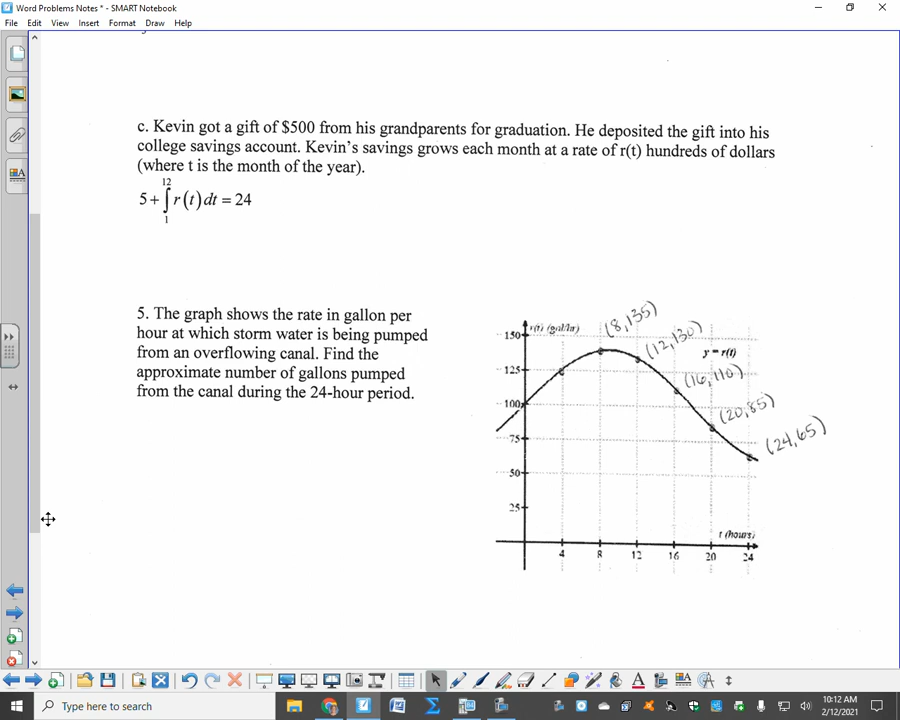 Word Problems Notes * - SMART Notebook
File Edit View Insert Format Draw Help
c. Kevin got a gift of $500 from his grandparents for graduation. He deposited the gift into his
college savings account. Kevin's savings grows each month at a rate of r(t) hundreds of dollars
(where t is the month of the year).
12
5 + ∫ r(t) dt = 24
1
5. The graph shows the rate in gallon per
hour at which storm water is being pumped
from an overflowing canal. Find the
approximate number of gallons pumped
from the canal during the 24-hour period.
r(t) (gal/hr)
(8,135)
150
(12,130)
y = r(t)
125
(16,110)
100
(20,85)
75
(24,65)
50
25
t (hours)
4 8 12 16 20 24
Type here to search
10:12 AM
2/12/2021